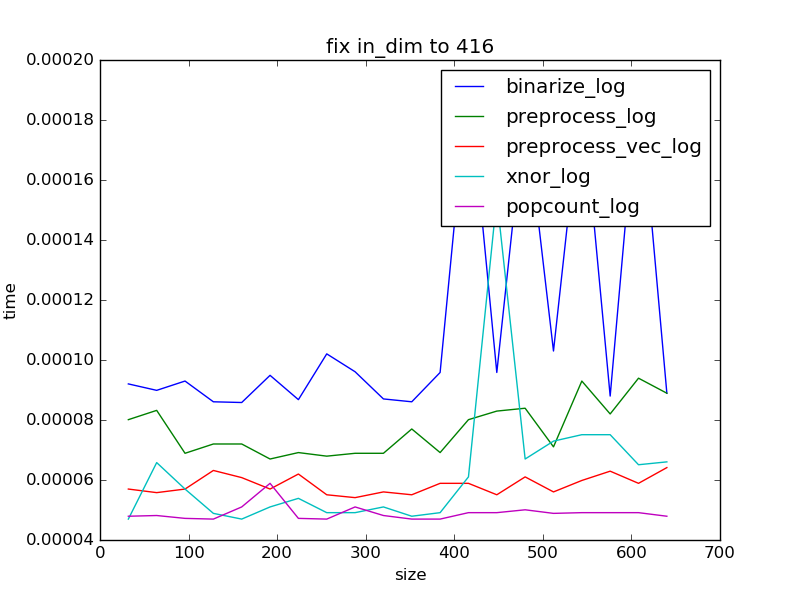 fix in_dim to 416
0.00020
0.00018
0.00016
0.00014
0.00012
0.00010
0.00008
0.00006
0.00004
time
binarize_log
preprocess_log
preprocess_vec_log
xnor_log
popcount_log
0 100 200 300 400 500 600 700
size